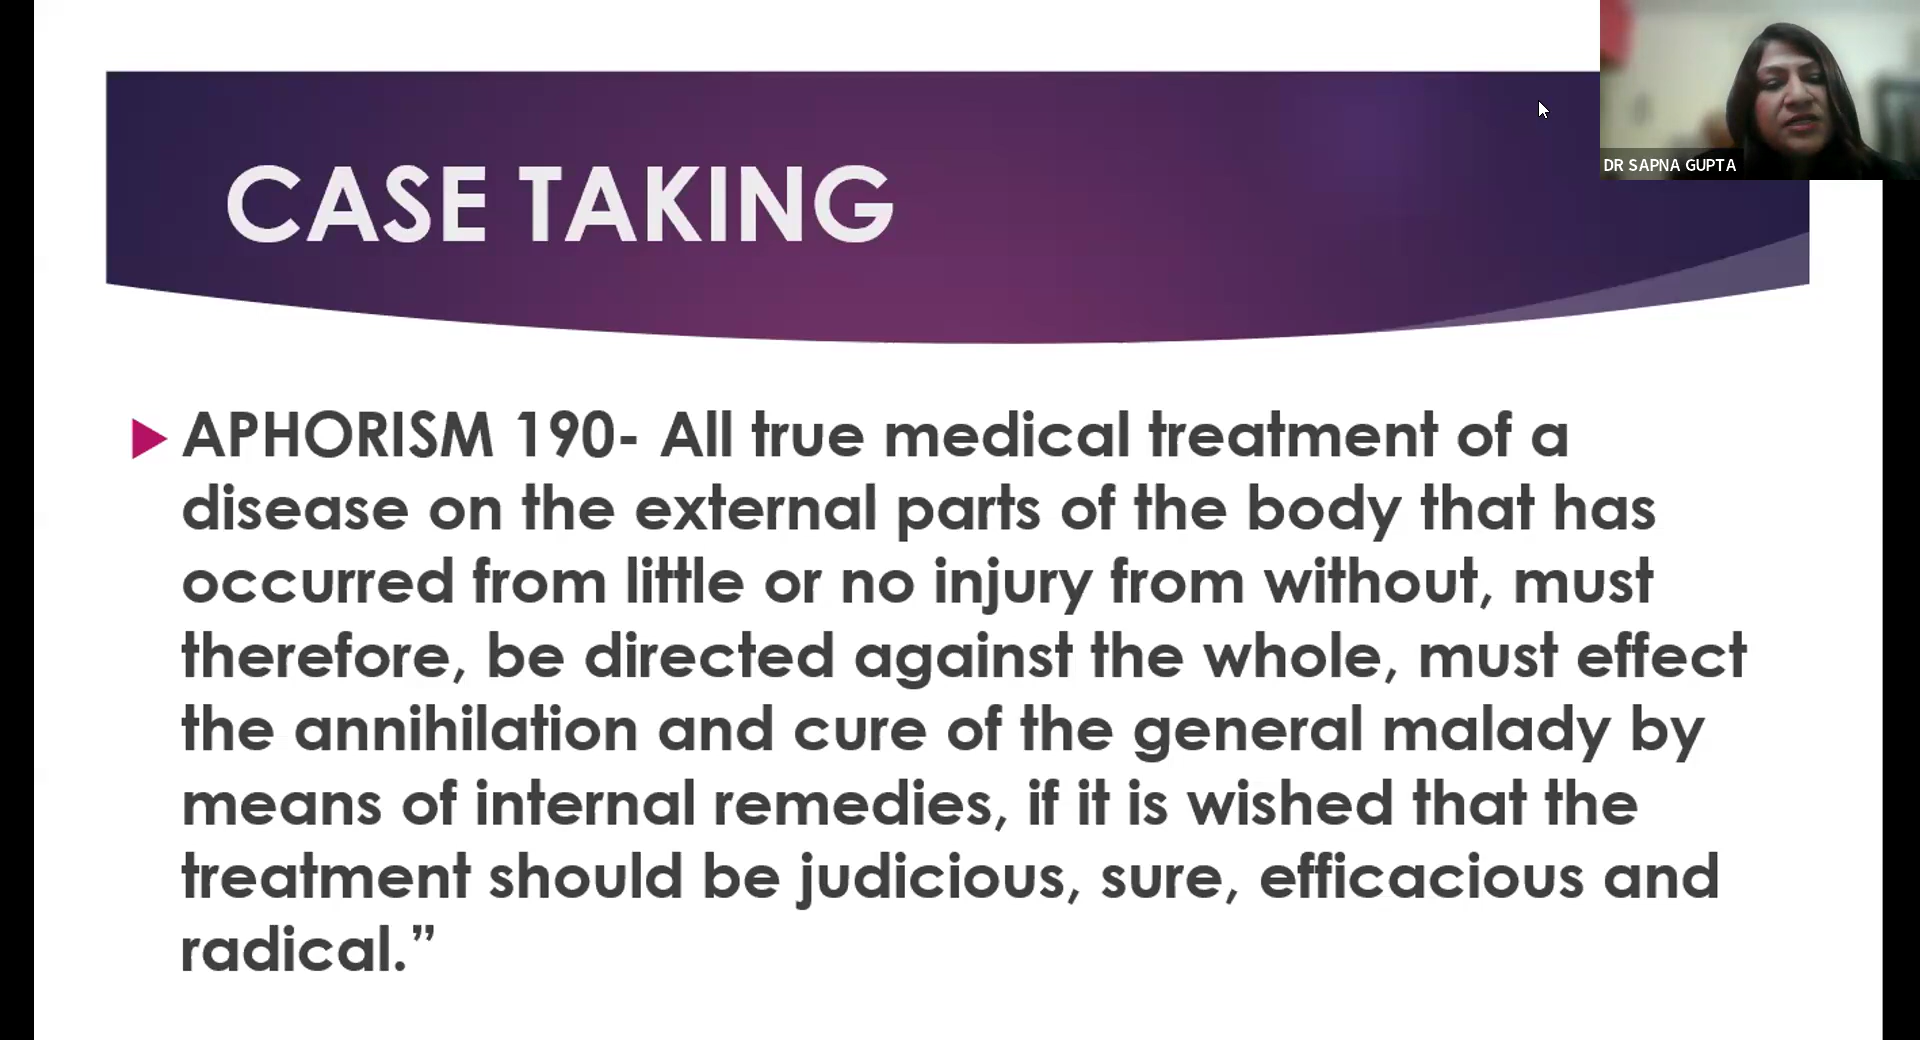 CASE TAKING
DR SAPNA GUPTA
APHORISM 190- All true medical treatment of a
disease on the external parts of the body that has
occurred from little or no injury from without, must
therefore, be directed against the whole, must effect
the annihilation and cure of the general malady by
means of internal remedies, if it is wished that the
treatment should be judicious, sure, efficacious and
radical.”